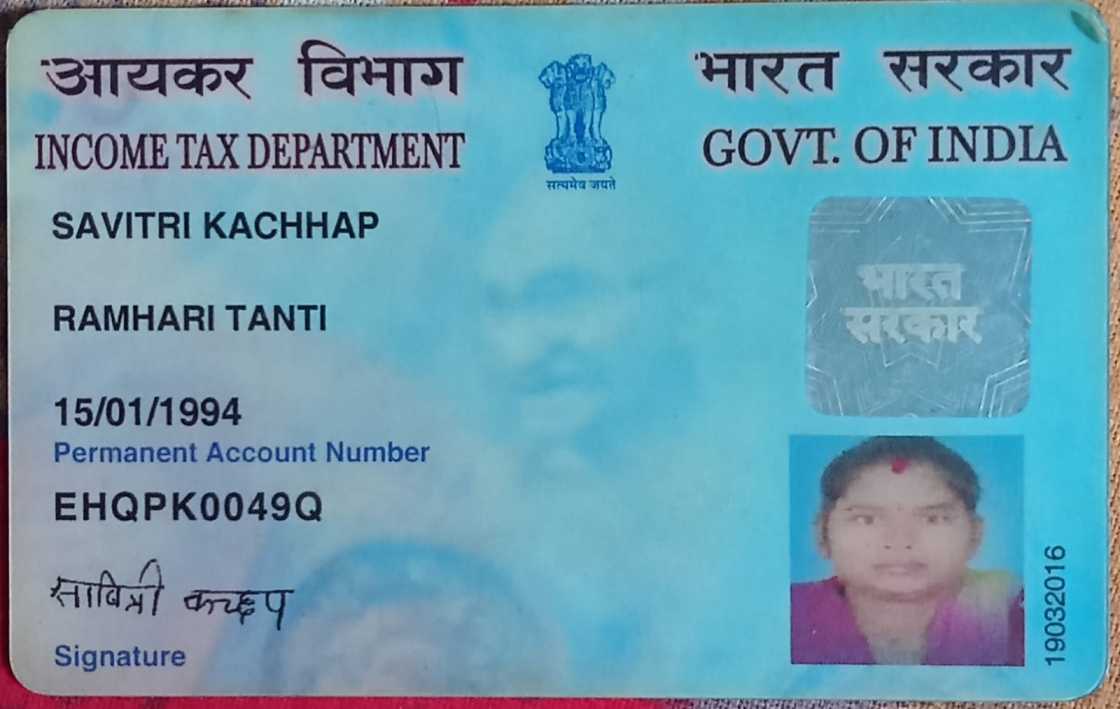 आयकर विभाग
INCOME TAX DEPARTMENT
सत्यमेव जयते
भारत सरकार
GOVT. OF INDIA
SAVITRI KACHHAP
RAMHARI TANTI
15/01/1994
Permanent Account Number
EHQPK0049Q
सावित्री कच्छप
Signature
भारत
सरकार
19032016